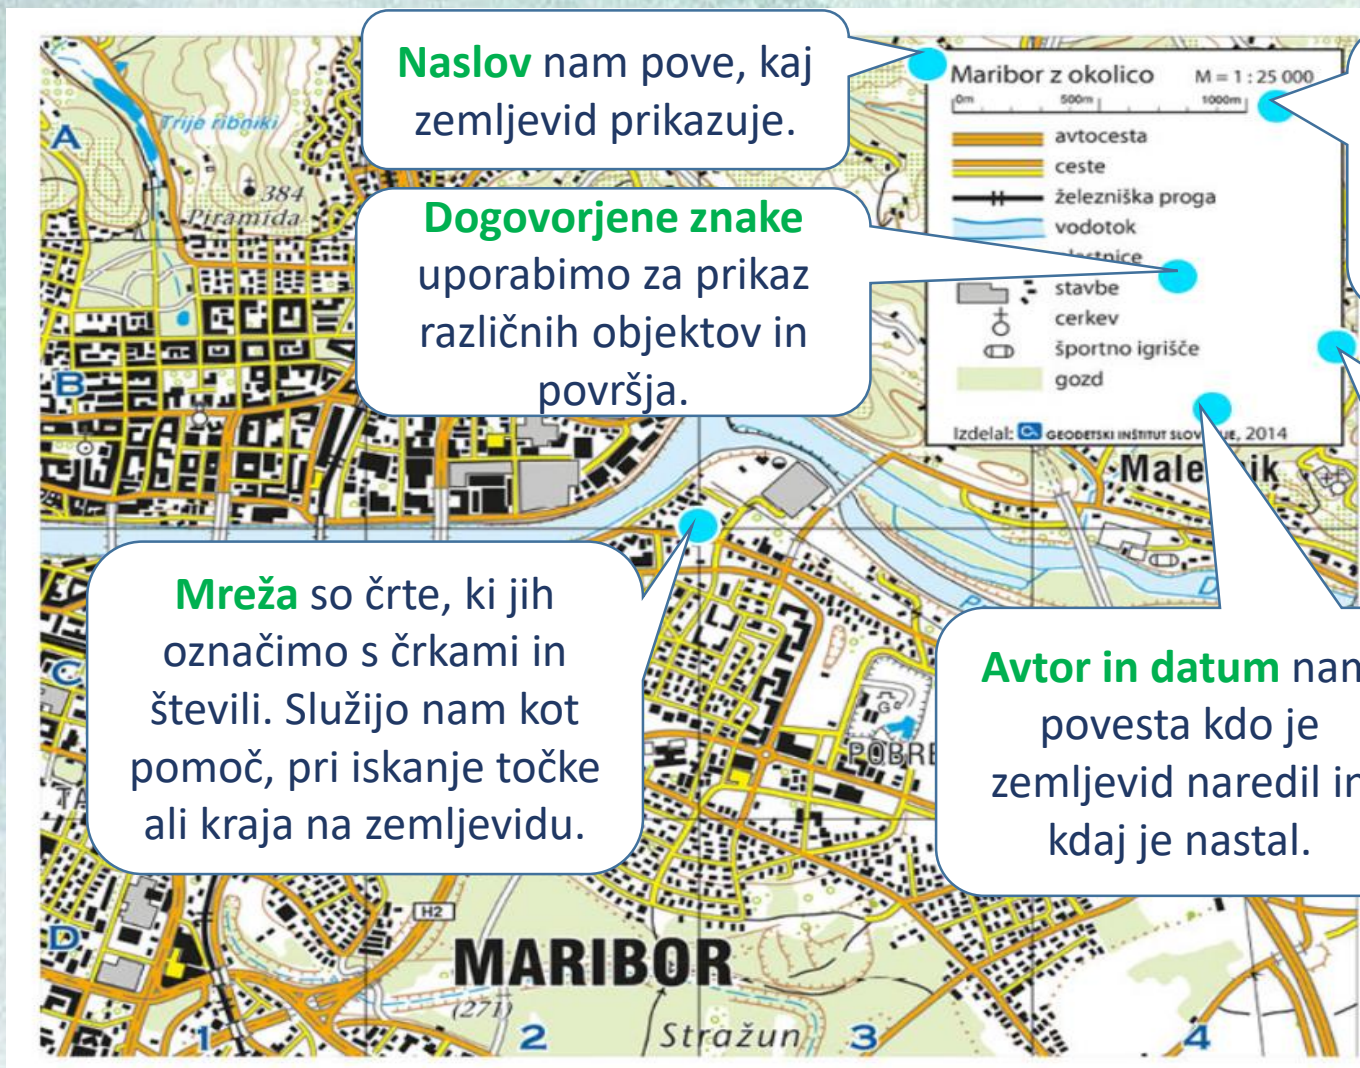 Naslov nam pove, kaj
zemljevid prikazuje.
Maribor z okolico M = 1 : 25 000
0m 500m 1000m
avtocesta
ceste
železniška proga
vodotok
stavbe
cerkev
športno igrišče
gozd
Izdelal: GEODETSKI INŠTITUT 2014
Dogovorjene znake
uporabimo za prikaz
različnih objektov in
površja.
A
Trije ribniki
384
Piramida
B
Mreža so črte, ki jih
označimo s črkami in
števili. Služijo nam kot
pomoč, pri iskanje točke
ali kraja na zemljevidu.
C
Avtor in datum
povesta kdo je
zemljevid naredil in
kdaj je nastal.
G
D
H2
MARIBOR
(271)
Stražun
1
2
3
4